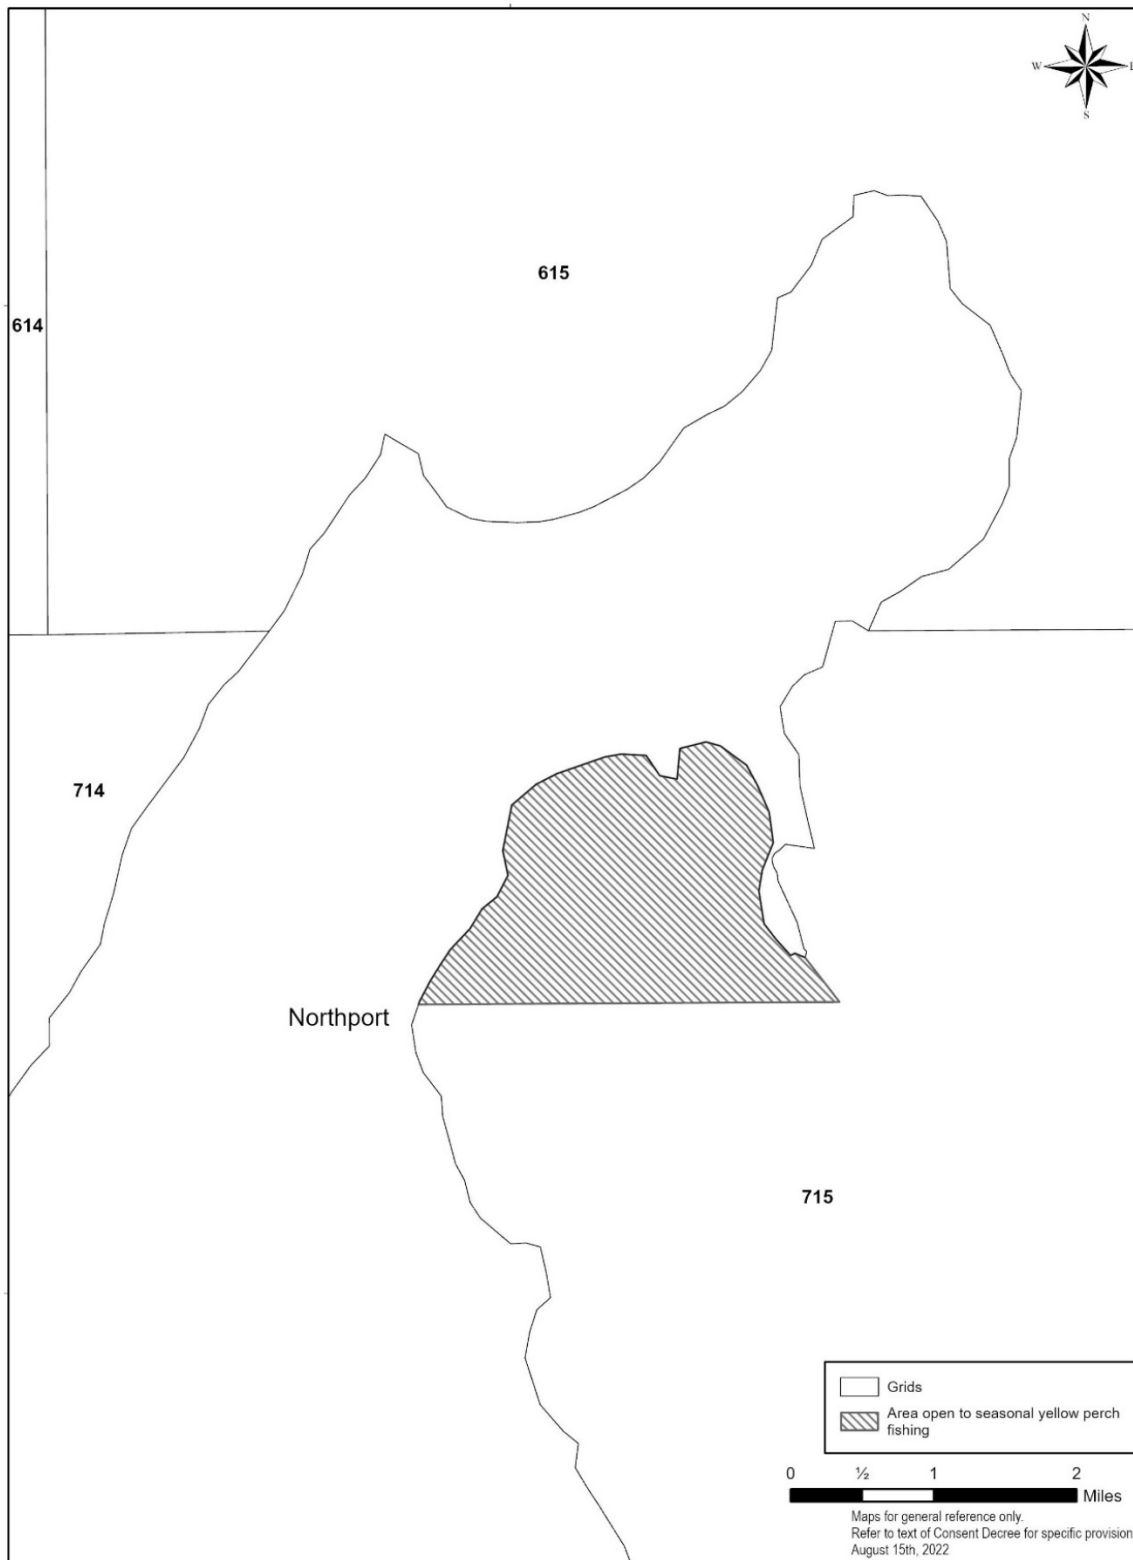 N
W
E
S
615
614
714
Northport
715
Grids
Area open to seasonal yellow perch
fishing
0 ½ 1 2
Miles
Maps for general reference only.
Refer to text of Consent Decree for specific provision
August 15th, 2022